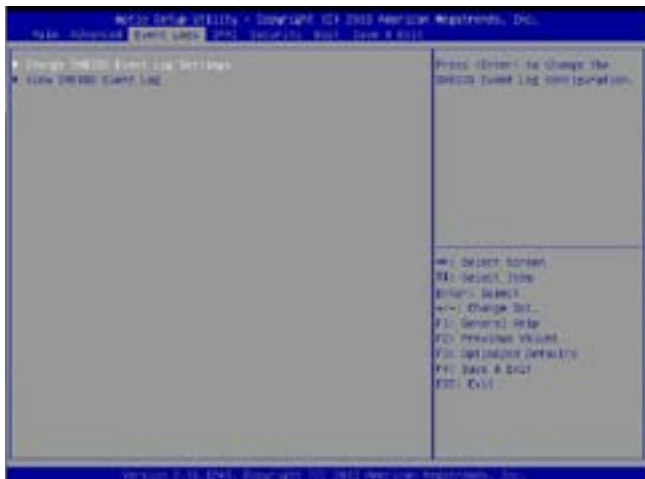 Aptio Setup Utility - Copyright (C) 2013 American Megatrends, Inc.
Main Advanced Event Logs IPMI Security Boot Save & Exit
Change SMBIOS Event Log Settings
View SMBIOS Event Log
Press <Enter> to change the
SMBIOS Event Log configuration.
Select Screen
Select Item
Enter: Select
+/-: Change Opt.
F1: General Help
F2: Previous Values
F3: Optimized Defaults
F4: Save & Exit
ESC: Exit
Version Copyright (C) 2013 American Megatrends, Inc.